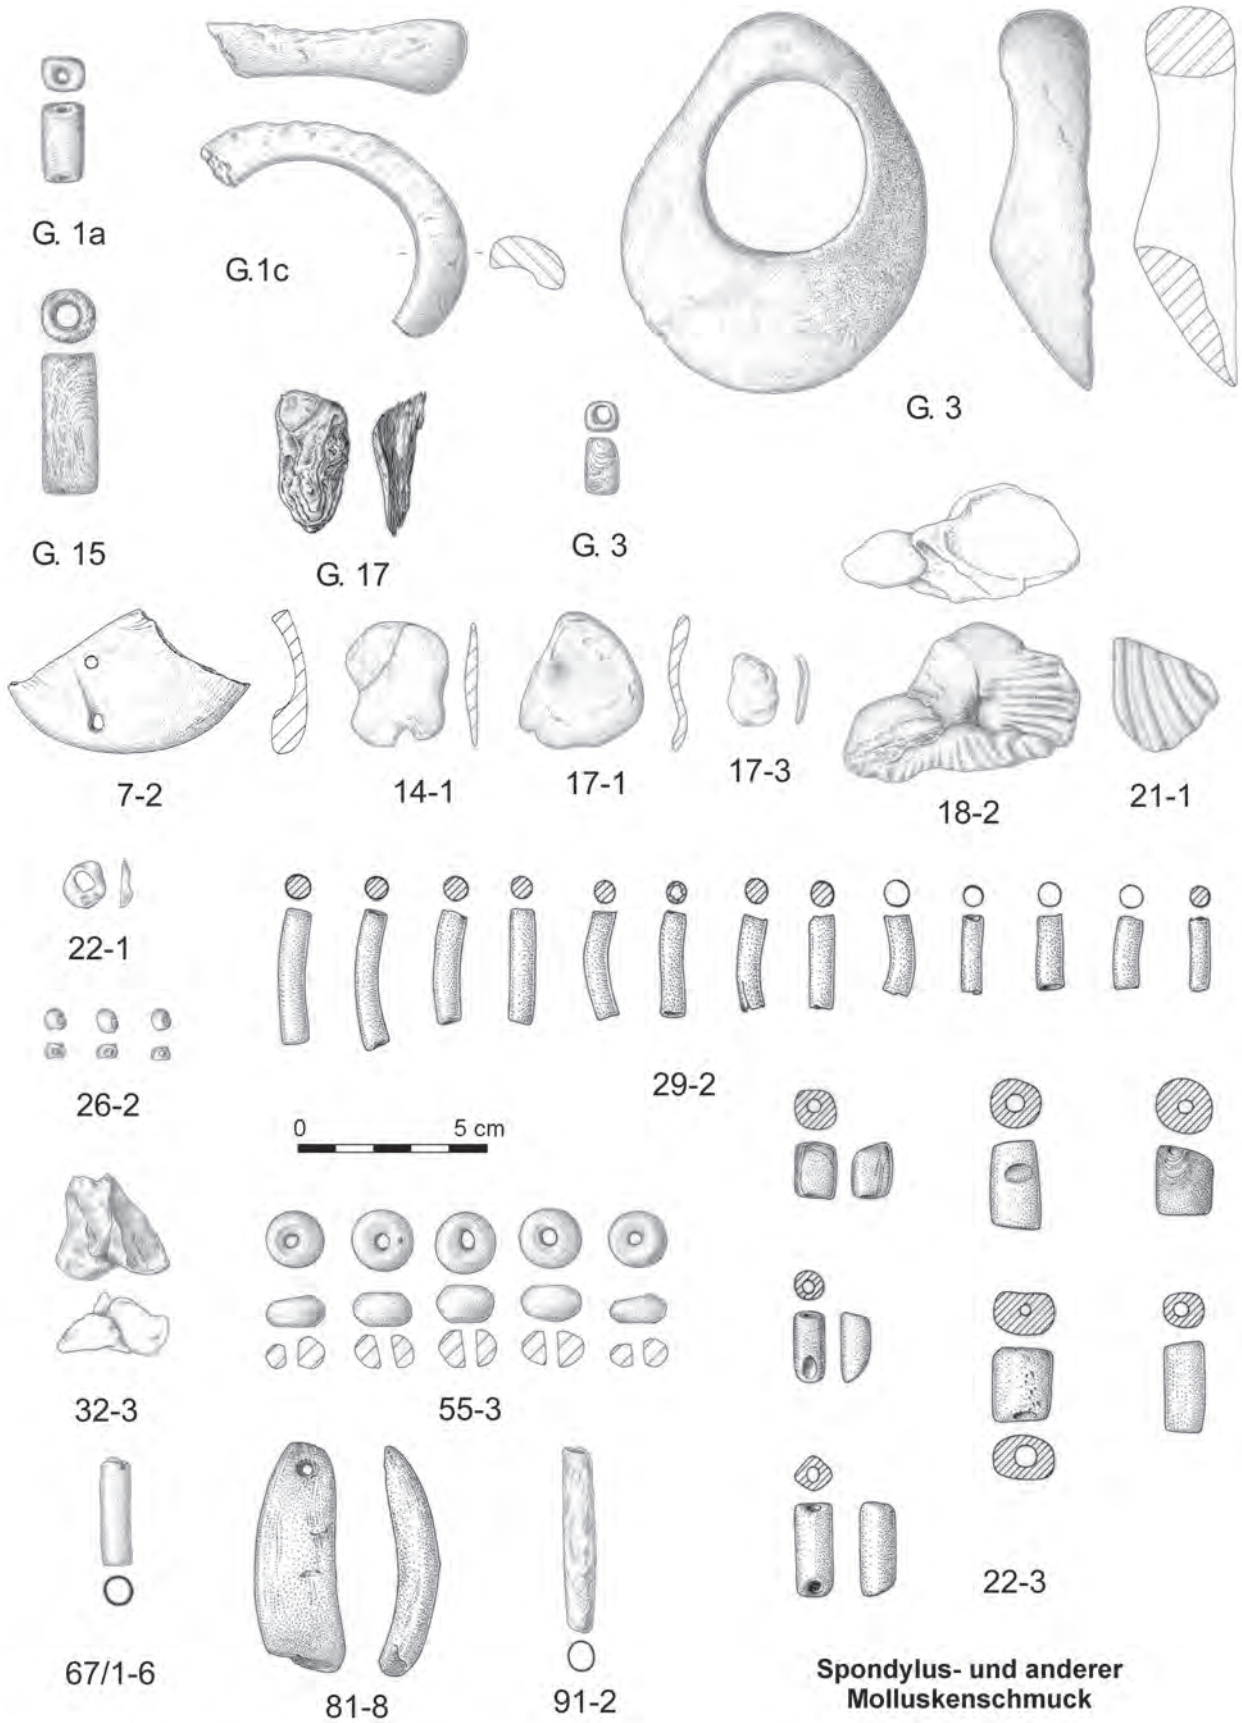 G. 1a
G.1c
G. 3
G. 15
G. 17
G. 3
7-2
14-1
17-1
17-3
18-2
21-1
22-1
29-2
26-2
0 5 cm
32-3
55-3
22-3
67/1-6
81-8
91-2
Spondylus- und anderer
Molluskenschmuck